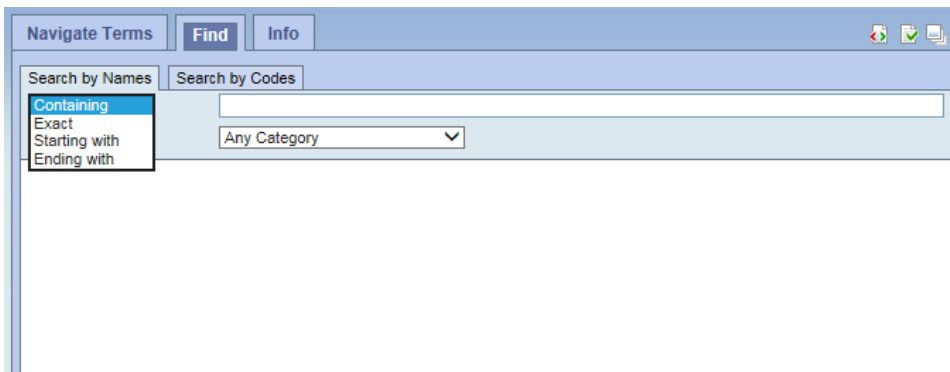 Navigate Terms Find Info
Search by Names Search by Codes
Containing
Exact
Starting with Any Category
Ending with